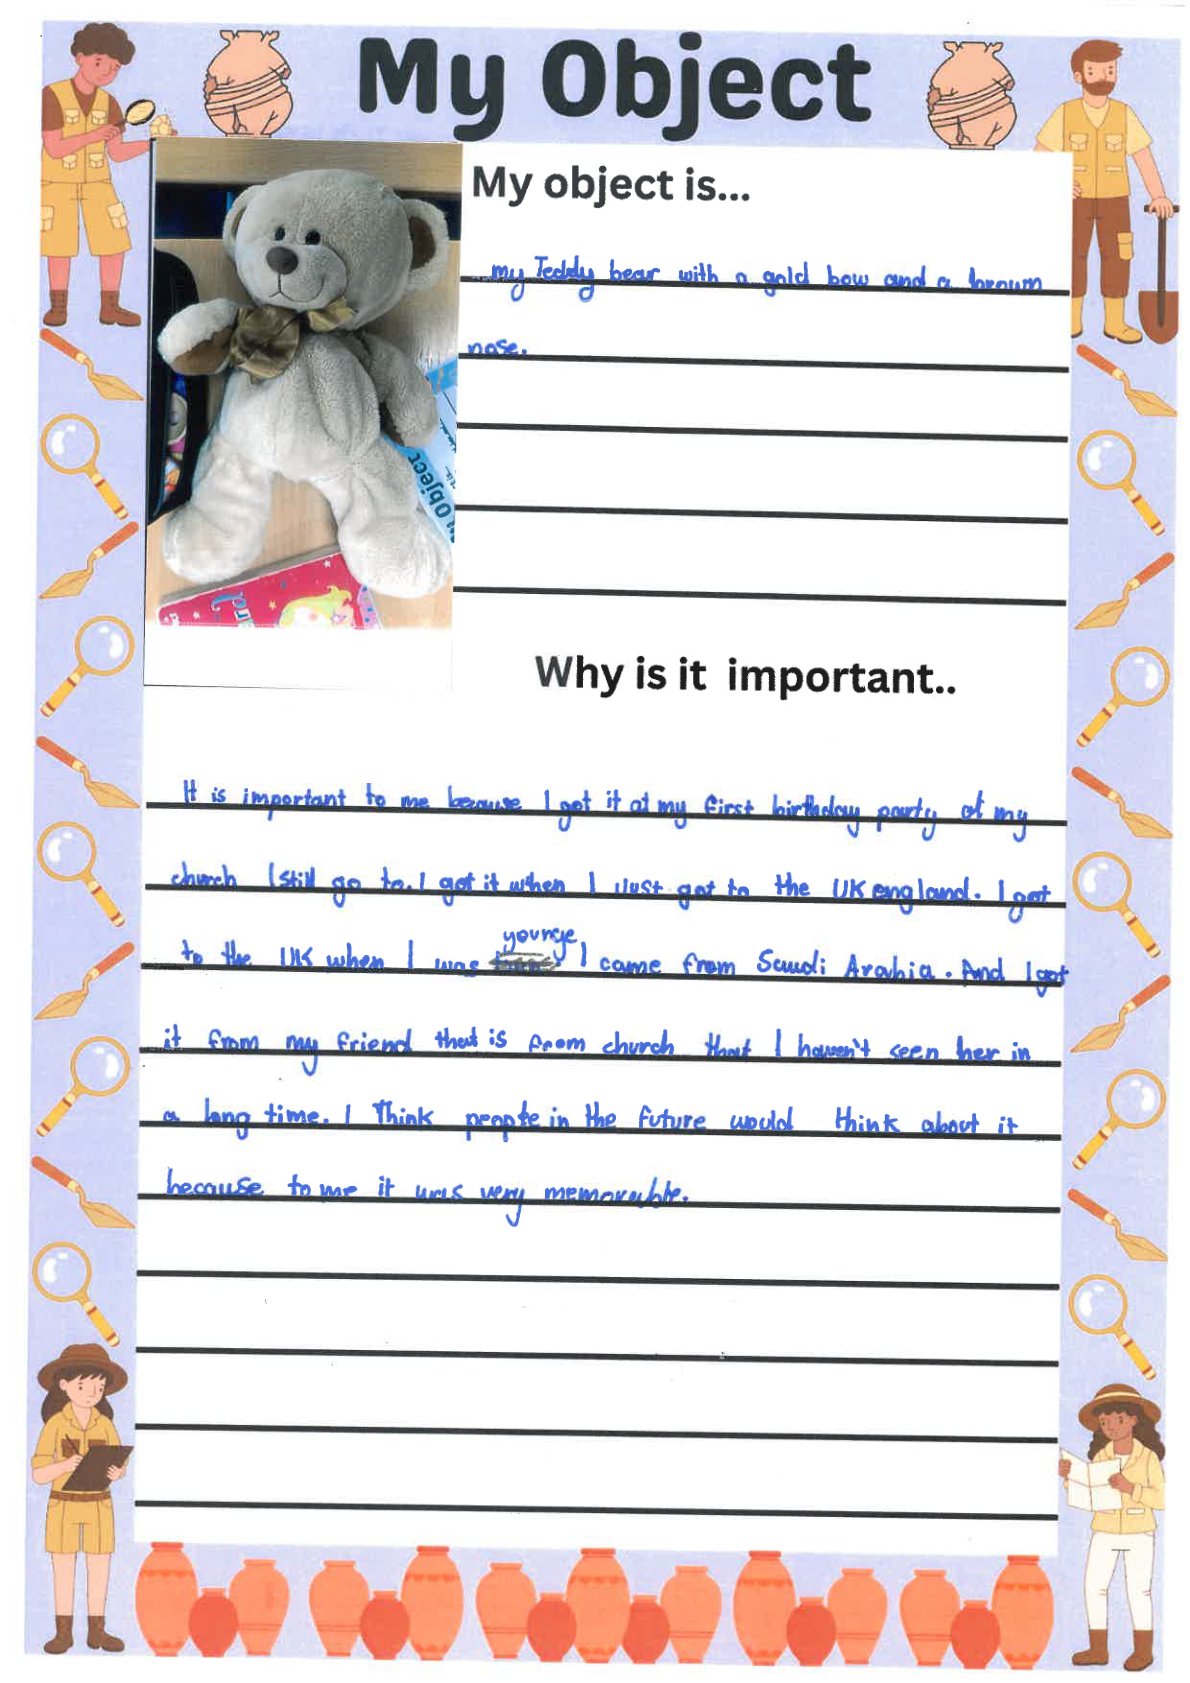 My Object
My object is...
my Teddy bear with a gold bow and a brown
nose.
Object
Why is it important..
It is important to me because I got it at my first birthday party at my
church I still go to. I got it when I Just got to the UK england. I got
to the UK when I was younge, I came from Saudi Arabia. And I got
it from my friend that is from church that I haven't seen her in
a long time. I Think people in the future would think about it
because to me it was very memorable.